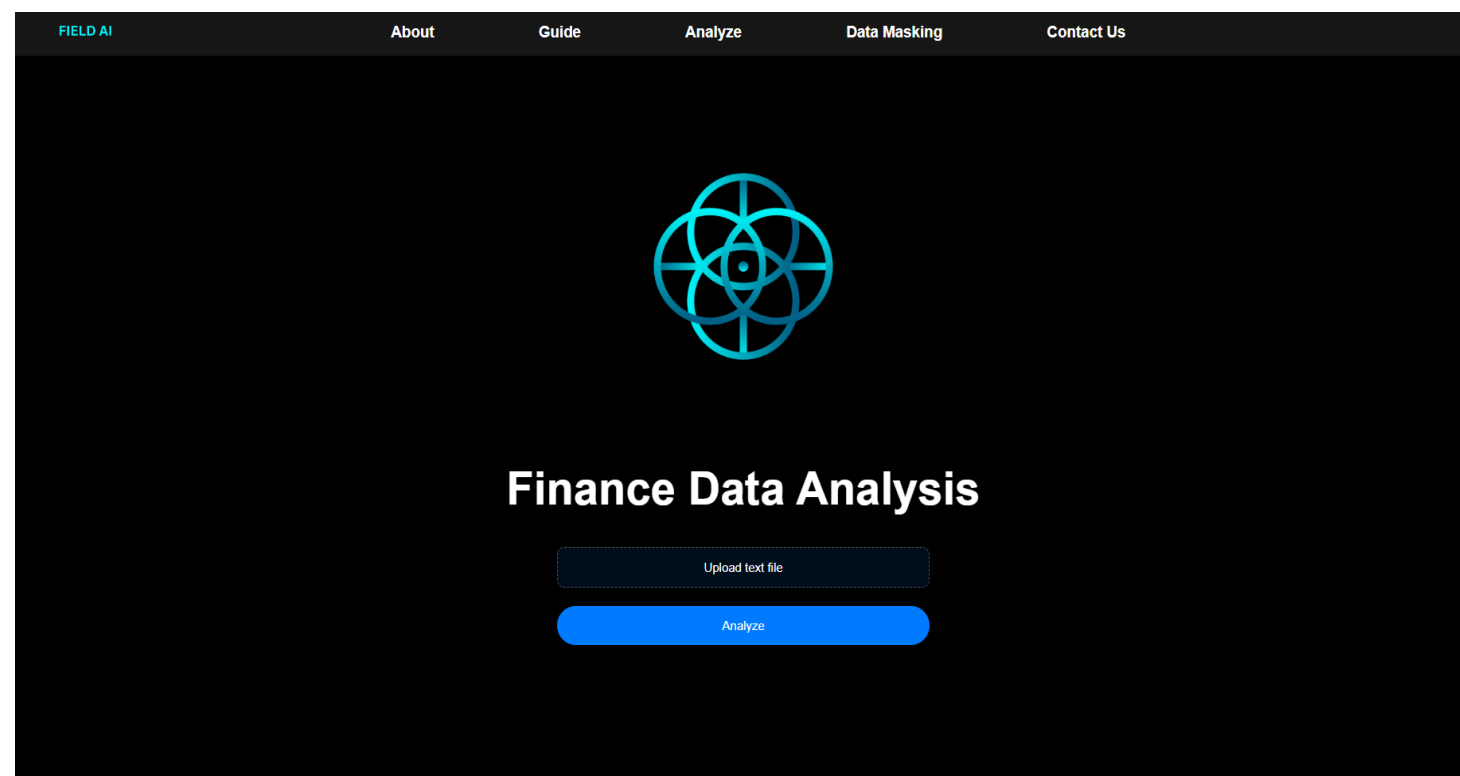 FIELD AI About Guide Analyze Data Masking Contact Us
Finance Data Analysis
Upload text file
Analyze